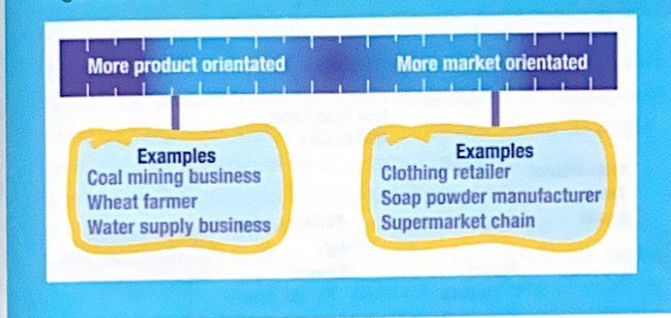 More product orientated
More market orientated
Examples
Coal mining business
Wheat farmer
Water supply business
Examples
Clothing retailer
Soap powder manufacturer
Supermarket chain